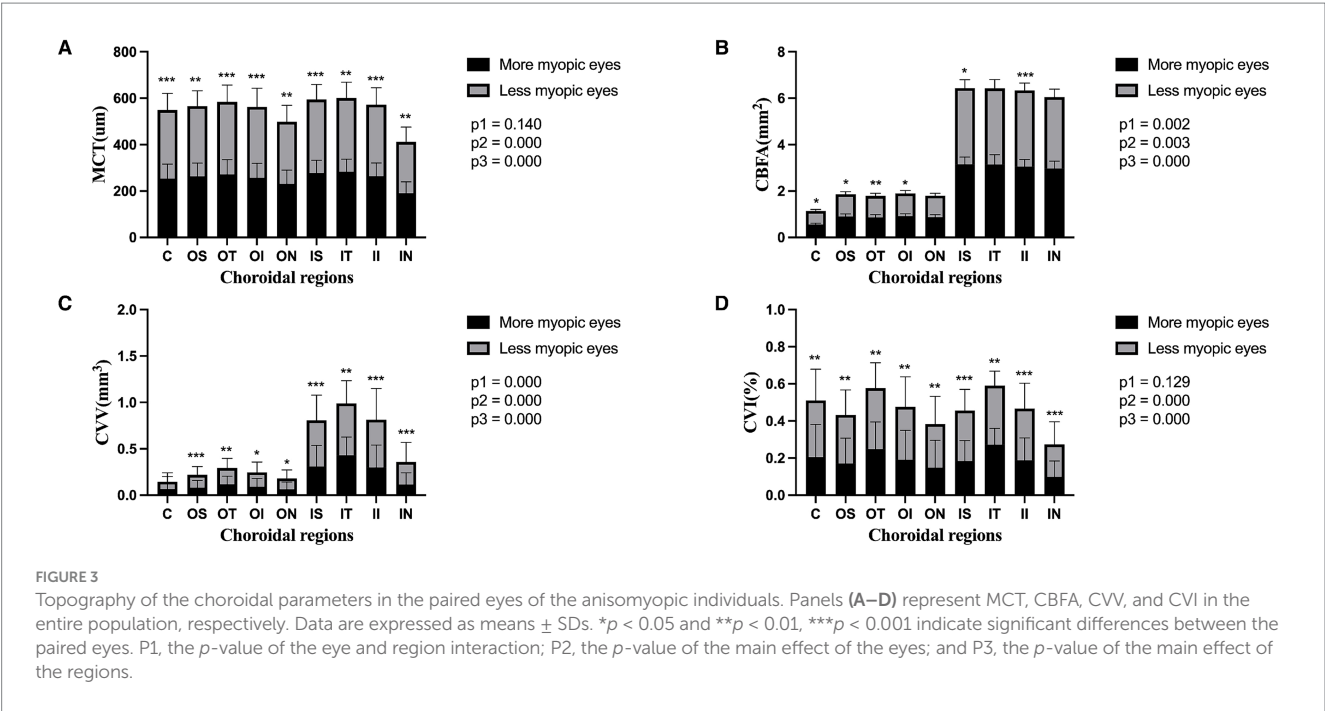 A
800
600
400
200
0
MCT(um)
***
**
***
***
**
***
**
***
**
C OS OT OI ON IS IT II IN
Choroidal regions
More myopic eyes
Less myopic eyes
p1 = 0.140
p2 = 0.000
p3 = 0.000
B
8
6
4
2
0
CBFA(mm²)
*
*
**
*
*
***
C OS OT OI ON IS IT II IN
Choroidal regions
More myopic eyes
Less myopic eyes
p1 = 0.002
p2 = 0.003
p3 = 0.000
C
2.0
1.5
1.0
0.5
0.0
CVV(mm³)
***
**
*
*
***
**
***
***
C OS OT OI ON IS IT II IN
Choroidal regions
More myopic eyes
Less myopic eyes
p1 = 0.000
p2 = 0.000
p3 = 0.000
D
1.0
0.8
0.6
0.4
0.2
0.0
CVI(%)
**
**
**
**
**
***
**
***
***
C OS OT OI ON IS IT II IN
Choroidal regions
More myopic eyes
Less myopic eyes
p1 = 0.129
p2 = 0.000
p3 = 0.000
FIGURE 3
Topography of the choroidal parameters in the paired eyes of the anisomyopic individuals. Panels (A–D) represent MCT, CBFA, CVV, and CVI in the
entire population, respectively. Data are expressed as means ± SDs. *p < 0.05 and **p < 0.01, ***p < 0.001 indicate significant differences between the
paired eyes. P1, the p-value of the eye and region interaction; P2, the p-value of the main effect of the eyes; and P3, the p-value of the main effect of
the regions.